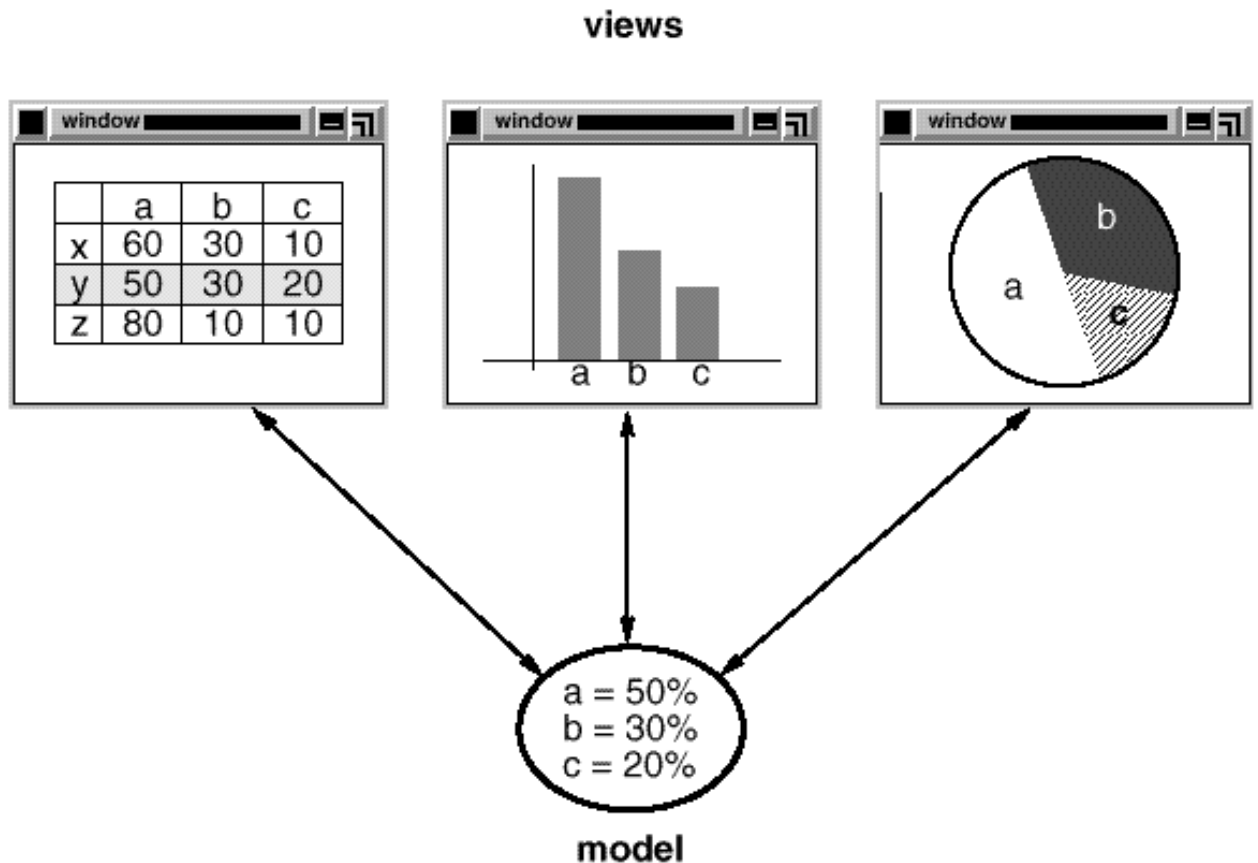 views
window
a b c
x 60 30 10
y 50 30 20
z 80 10 10
window
a b c
window
b
a
c
a = 50%
b = 30%
c = 20%
model